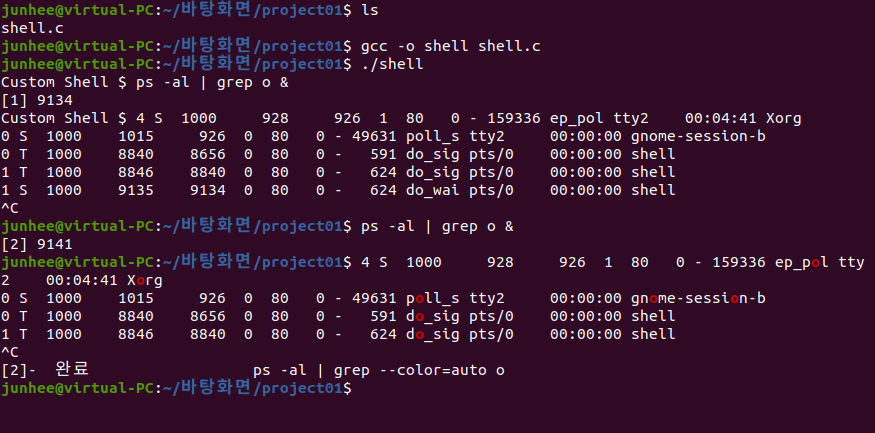 junhee@virtual-PC:~/바탕화면/project01$ ls
shell.c
junhee@virtual-PC:~/바탕화면/project01$ gcc -o shell shell.c
junhee@virtual-PC:~/바탕화면/project01$ ./shell
Custom Shell $ ps -al | grep o &
[1] 9134
Custom Shell $ 4 S  1000     928     926  1  80   0 - 159336 ep_pol tty2    00:04:41 Xorg
0 S  1000    1015     926  0  80   0 - 49631 poll_s tty2     00:00:00 gnome-session-b
0 T  1000    8840    8656  0  80   0 -   591 do_sig pts/0    00:00:00 shell
1 T  1000    8846    8840  0  80   0 -   624 do_sig pts/0    00:00:00 shell
1 S  1000    9135    9134  0  80   0 -   624 do_wai pts/0    00:00:00 shell
^C
junhee@virtual-PC:~/바탕화면/project01$ ps -al | grep o &
[2] 9141
junhee@virtual-PC:~/바탕화면/project01$ 4 S  1000     928     926  1  80   0 - 159336 ep_pol tty
2    00:04:41 Xorg
0 S  1000    1015     926  0  80   0 - 49631 poll_s tty2     00:00:00 gnome-session-b
0 T  1000    8840    8656  0  80   0 -   591 do_sig pts/0    00:00:00 shell
1 T  1000    8846    8840  0  80   0 -   624 do_sig pts/0    00:00:00 shell
^C
[2]-  완료                  ps -al | grep --color=auto o
junhee@virtual-PC:~/바탕화면/project01$